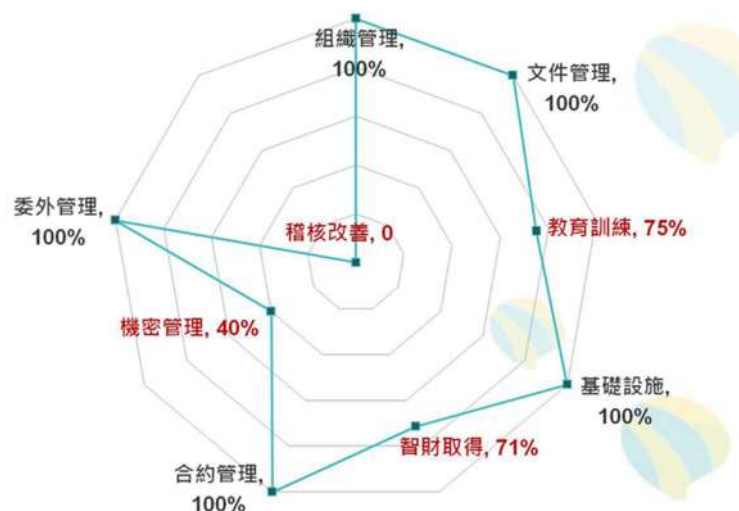 組織管理,
100%
文件管理,
100%
教育訓練, 75%
基礎設施,
100%
智財取得, 71%
合約管理,
100%
機密管理, 40%
委外管理,
100%
稽核改善, 0